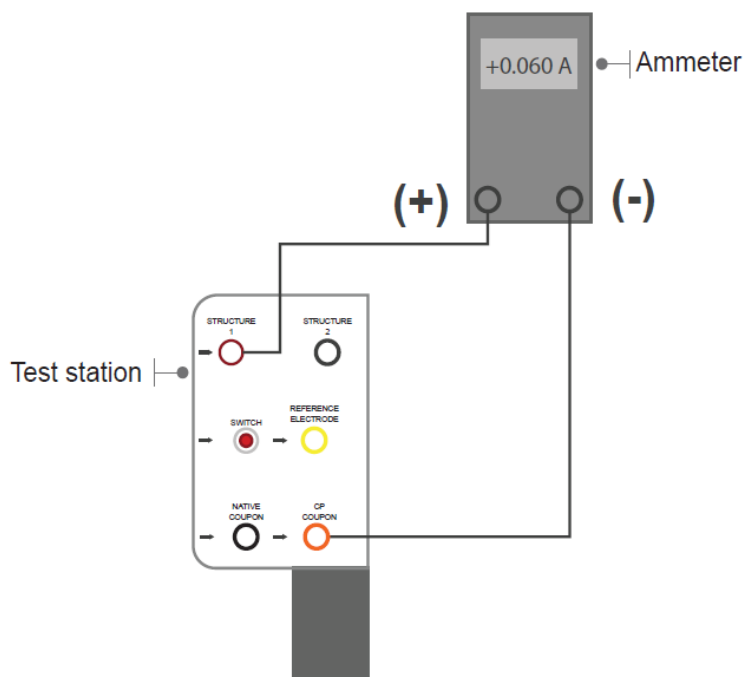 +0.060 A
Ammeter
(+)
(-)
STRUCTURE
1
STRUCTURE
2
Test station
SWITCH
REFERENCE
ELECTRODE
NATIVE
COUPON
CP
COUPON